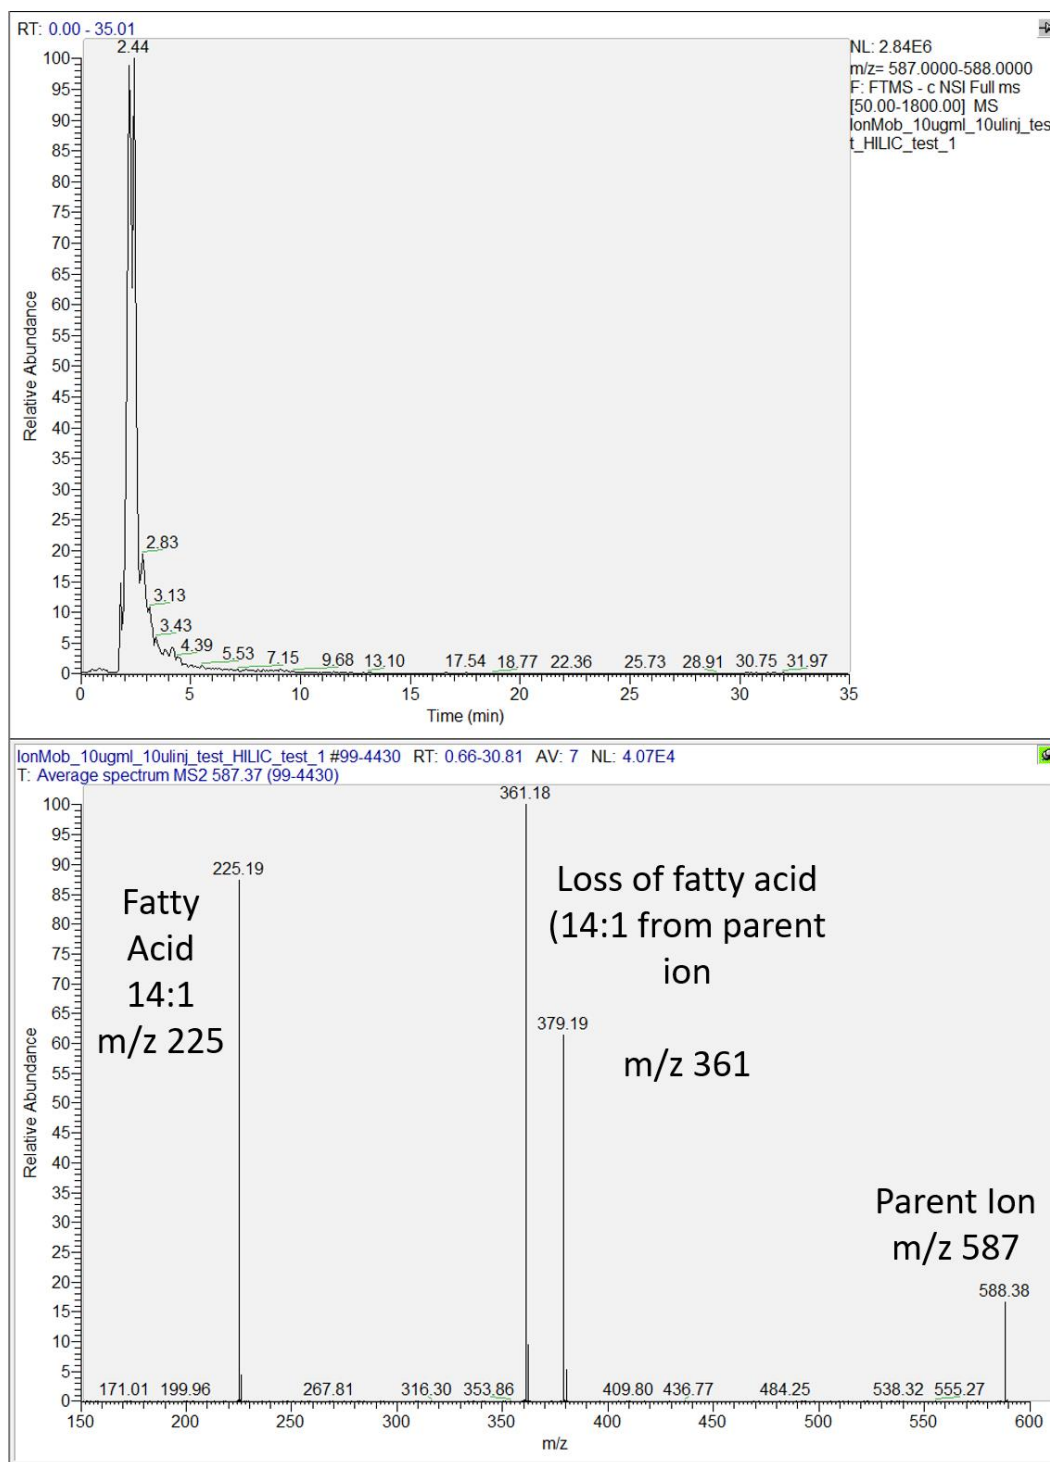 RT: 0.00 - 35.01
2.44
NL: 2.84E6
m/z= 587.0000-588.0000
F: FTMS - c NSI Full ms
[50.00-1800.00] MS
IonMob_10ugml_10ulinj_tes
t_HILIC_test_1
100
95
90
85
80
75
70
65
60
55
50
45
40
35
30
25
20
15
10
5
0
Relative Abundance
2.83
3.13
3.43
4.39
5.53
7.15
9.68
13.10
17.54
18.77
22.36
25.73
28.91
30.75
31.97
0 5 10 15 20 25 30 35
Time (min)
IonMob_10ugml_10ulinj_test_HILIC_test_1 #99-4430 RT: 0.66-30.81 AV: 7 NL: 4.07E4
T: Average spectrum MS2 587.37 (99-4430)
361.18
100
95
90
85
80
75
70
65
60
55
50
45
40
35
30
25
20
15
10
5
0
Relative Abundance
225.19
Fatty
Acid
14:1
m/z 225
Loss of fatty acid
(14:1 from parent
ion
379.19
m/z 361
Parent Ion
m/z 587
588.38
171.01 199.96 267.81 316.30 353.86 409.80 436.77 484.25 538.32 555.27
150 200 250 300 350 400 450 500 550 600
m/z